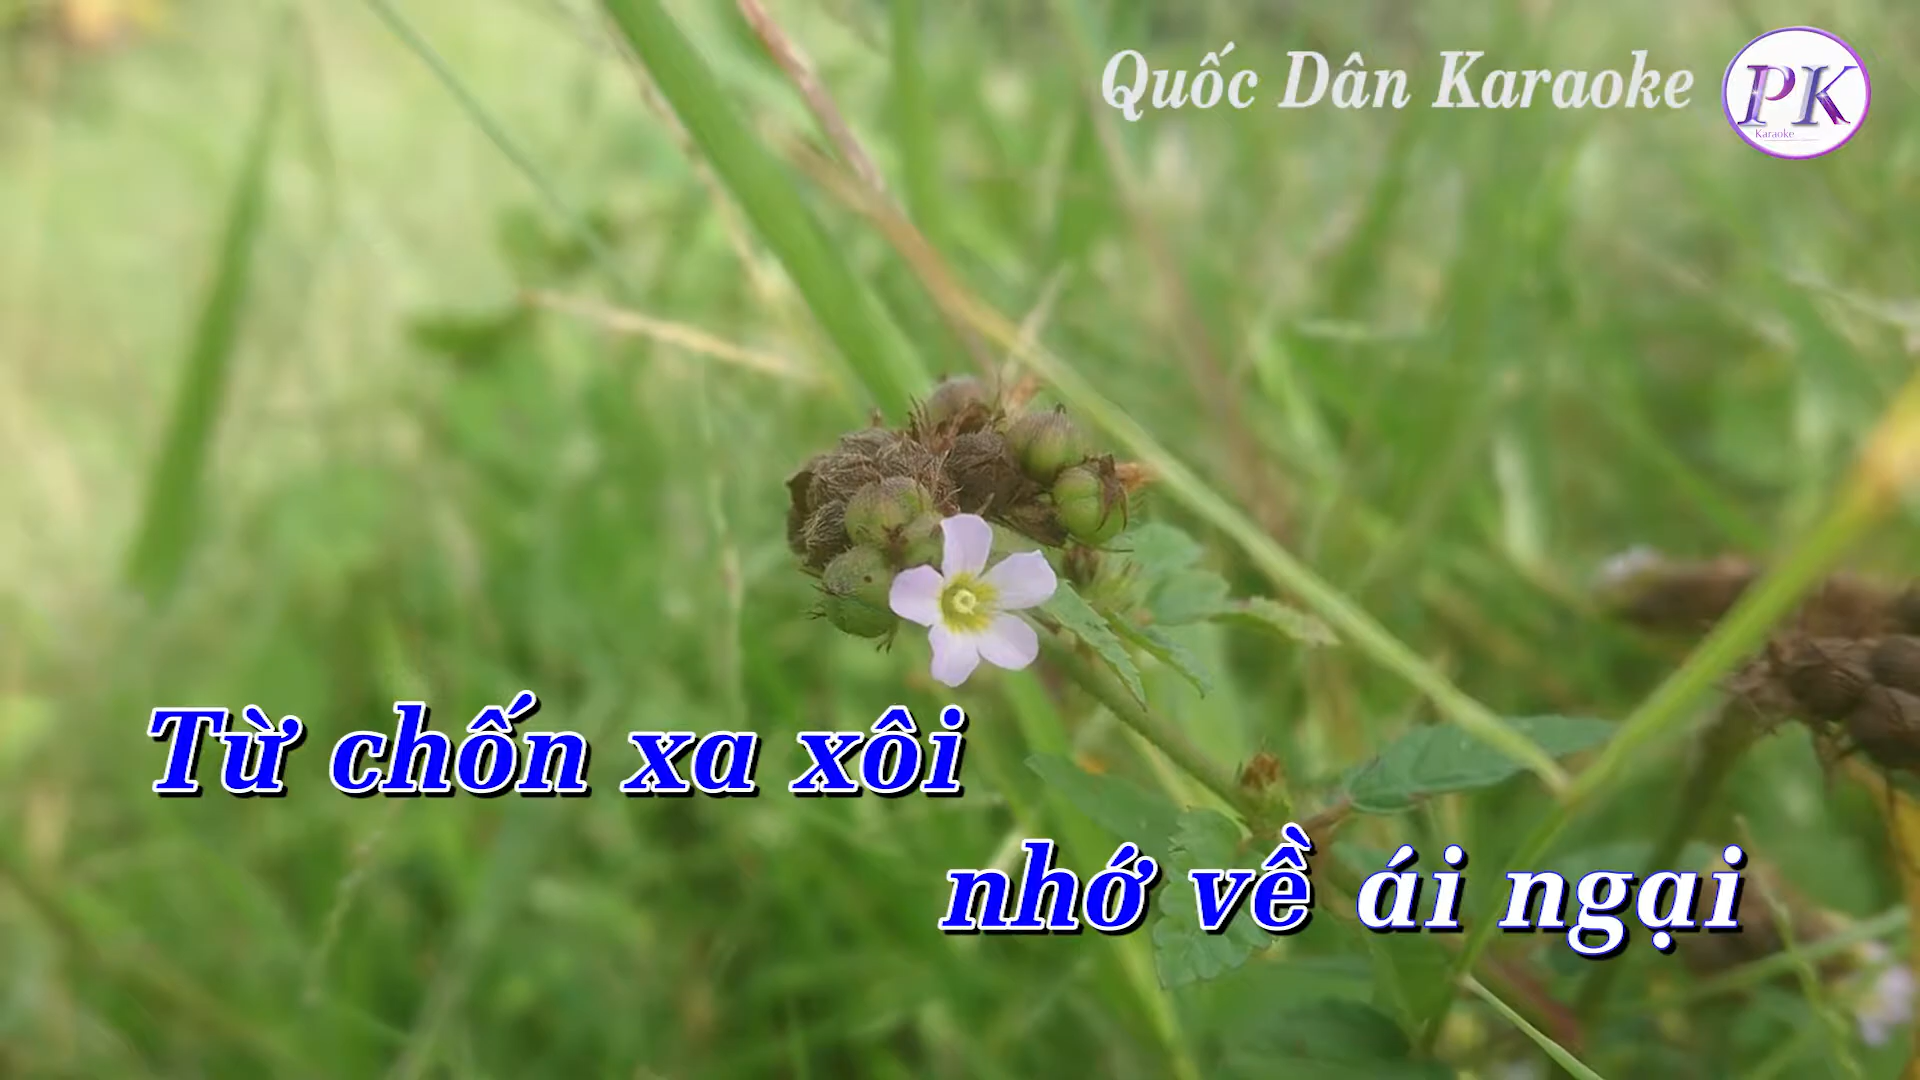 Quốc Dân Karaoke
PK
Karaoke
Từ chốn xa xôi
nhớ về ái ngại